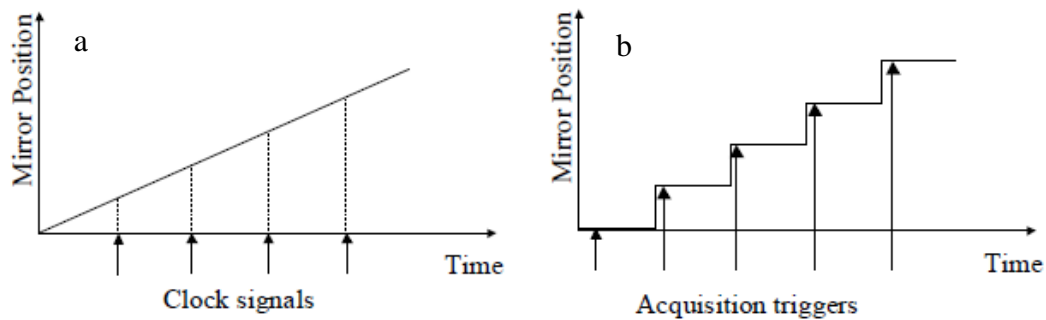 a
Mirror Position
Time
Clock signals
b
Mirror Position
Time
Acquisition triggers